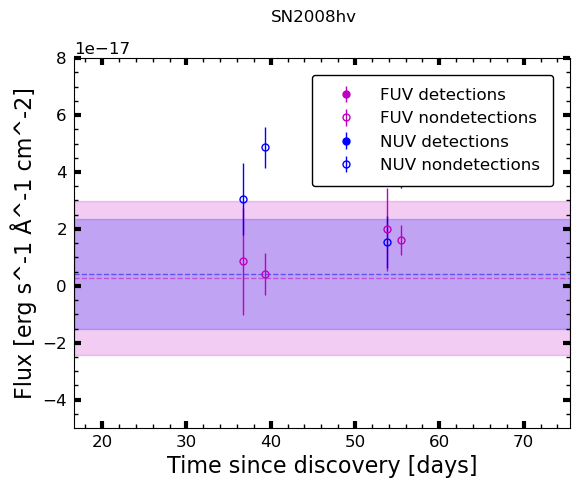 SN2008hv
1e−17
8
6
4
2
0
−2
−4
Flux [erg s^-1 Å^-1 cm^-2]
FUV detections
FUV nondetections
NUV detections
NUV nondetections
20 30 40 50 60 70
Time since discovery [days]